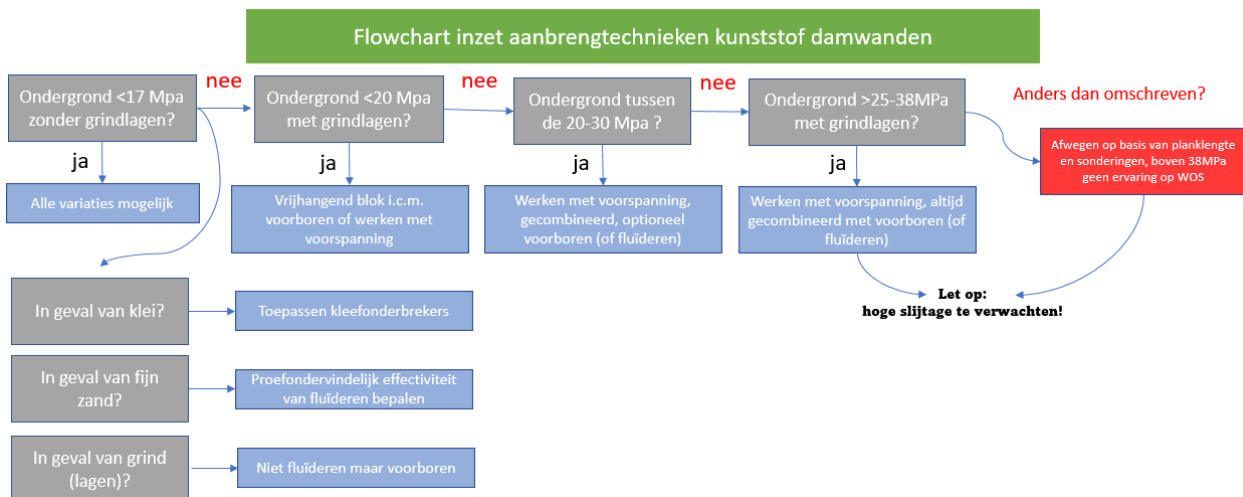 Flowchart inzet aanbrengtechnieken kunststof damwanden
Ondergrond <17 Mpa
zonder grindlagen?
nee
Ondergrond <20 Mpa
met grindlagen?
nee
Ondergrond tussen
de 20-30 Mpa ?
nee
Ondergrond >25-38MPa
met grindlagen?
Anders dan omschreven?
Afwegen op basis van planklengte
en sonderingen, boven 38MPa
geen ervaring op WOS
ja
ja
ja
ja
Alle variaties mogelijk
Vrijhangend blok i.c.m.
voorboren of werken met
voorspanning
Werken met voorspanning,
gecombineerd, optioneel
voorboren (of fluïderen)
Werken met voorspanning, altijd
gecombineerd met voorboren (of
fluïderen)
Let op:
hoge slijtage te verwachten!
In geval van klei?
Toepassen kleefonderbrekers
In geval van fijn
zand?
Proefondervindelijk effectiviteit
van fluïderen bepalen
In geval van grind
(lagen)?
Niet fluïderen maar voorboren